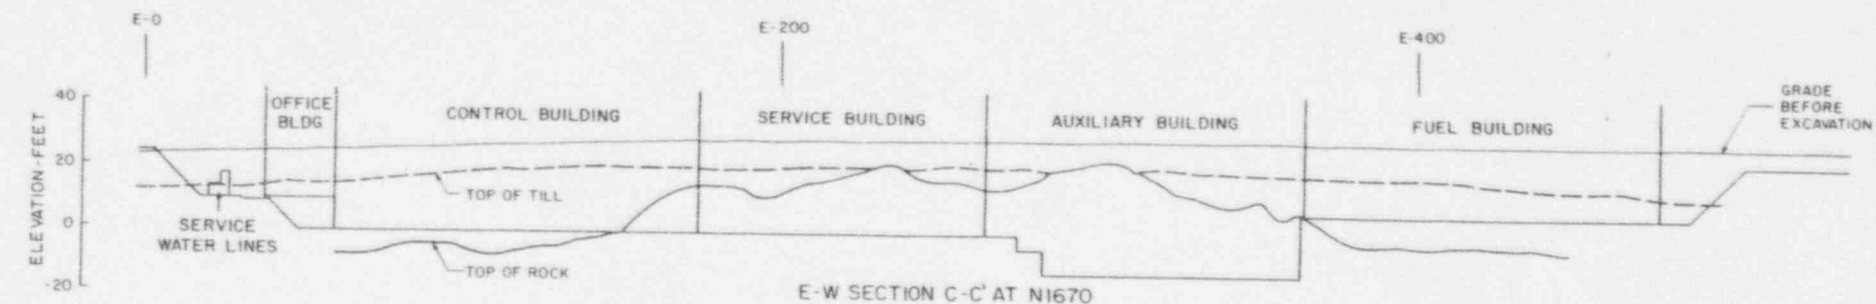 E-0
E-200
E-400
40
20
0
-20
ELEVATION-FEET
OFFICE
BLDG
CONTROL BUILDING
SERVICE BUILDING
AUXILIARY BUILDING
FUEL BUILDING
GRADE
BEFORE
EXCAVATION
TOP OF TILL
SERVICE
WATER LINES
TOP OF ROCK
E-W SECTION C-C' AT N1670